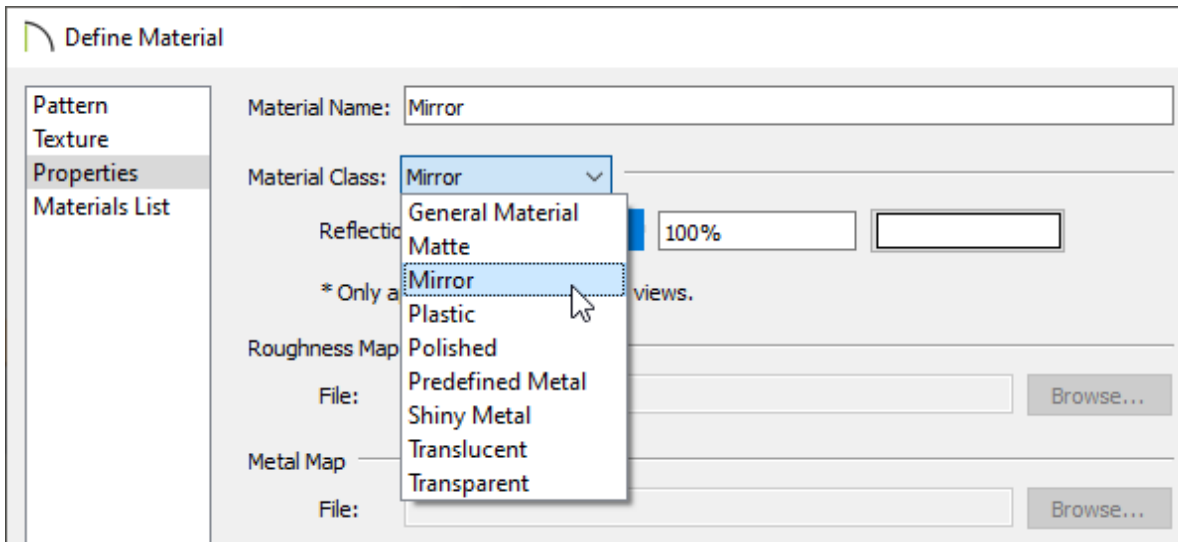 Define Material
Pattern
Texture
Properties
Materials List
Material Name: Mirror
Material Class: Mirror
General Material
Matte
Mirror
Plastic
Polished
Predefined Metal
Shiny Metal
Translucent
Transparent
100%
views.
* Only
Roughness Map
File: Browse...
Metal Map
File: Browse...